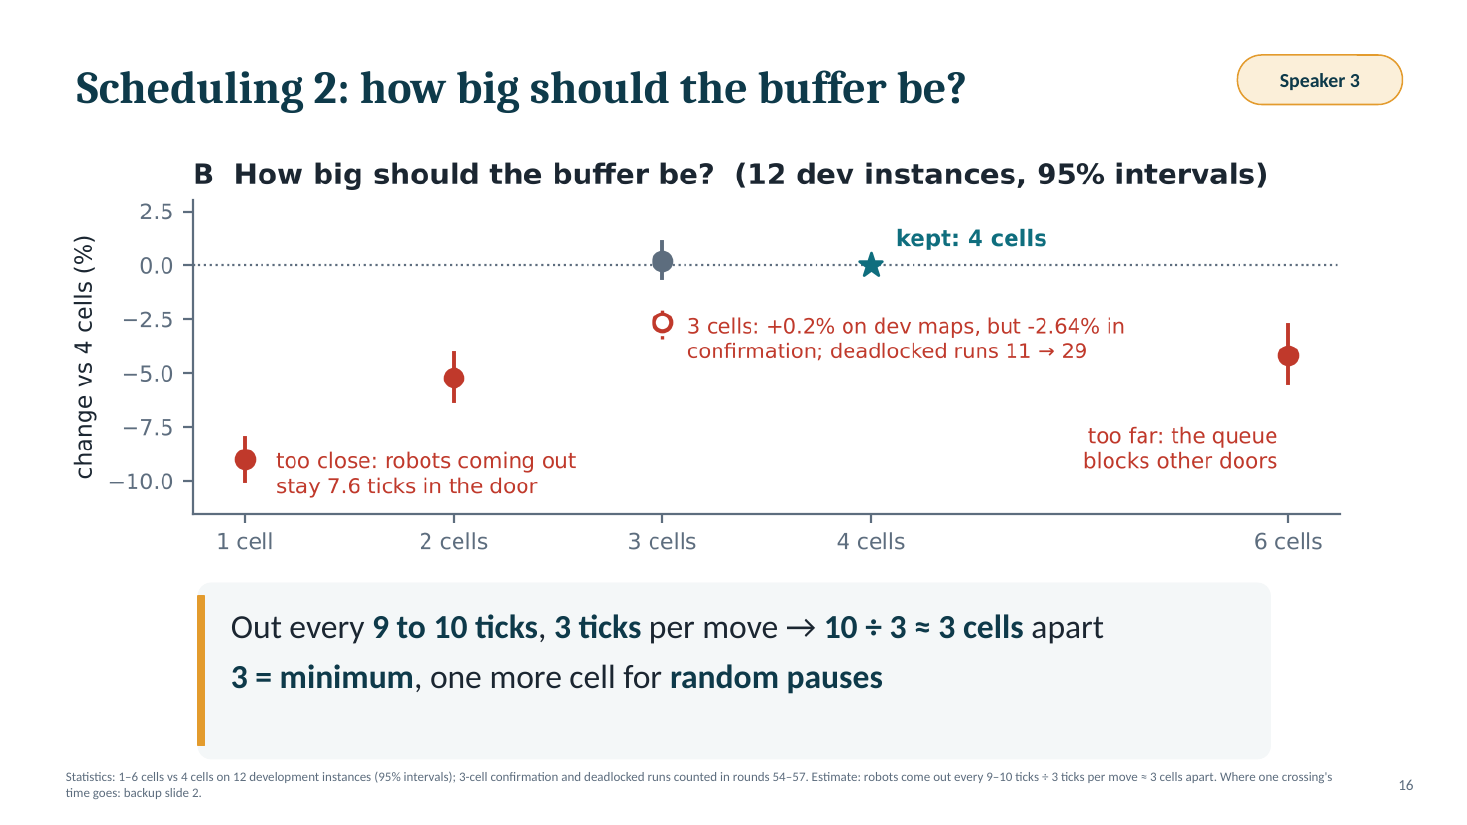 Scheduling 2: how big should the buffer be?
Speaker 3
B  How big should the buffer be?  (12 dev instances, 95% intervals)
change vs 4 cells (%)
2.5
0.0
−2.5
−5.0
−7.5
−10.0
kept: 4 cells
3 cells: +0.2% on dev maps, but -2.64% in
confirmation; deadlocked runs 11 → 29
too close: robots coming out
stay 7.6 ticks in the door
too far: the queue
blocks other doors
1 cell
2 cells
3 cells
4 cells
6 cells
Out every 9 to 10 ticks, 3 ticks per move → 10 ÷ 3 ≈ 3 cells apart
3 = minimum, one more cell for random pauses
Statistics: 1–6 cells vs 4 cells on 12 development instances (95% intervals); 3-cell confirmation and deadlocked runs counted in rounds 54–57. Estimate: robots come out every 9–10 ticks ÷ 3 ticks per move ≈ 3 cells apart. Where one crossing's
time goes: backup slide 2.
16